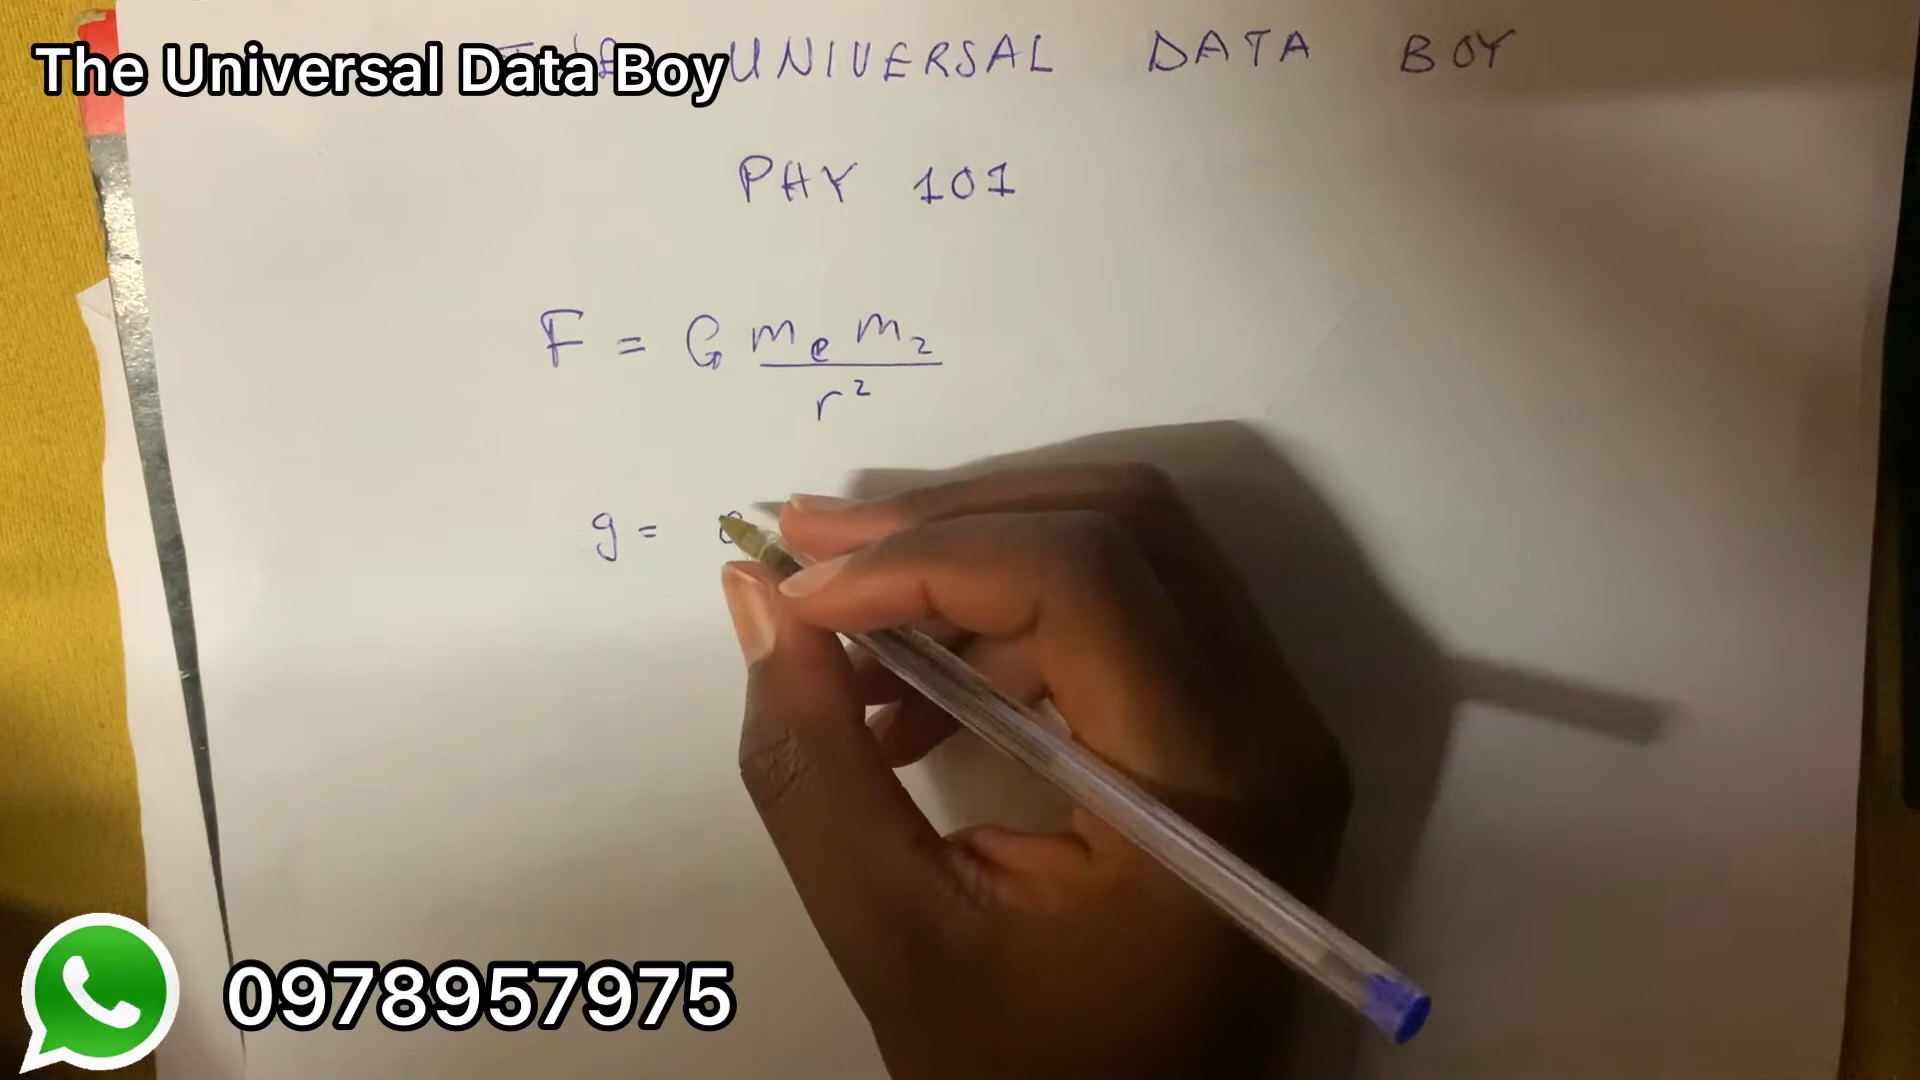 The Universal Data Boy
UNIVERSAL DATA BOY
PHY 101
F = G mₑ m₂
r²
g =
0978957975